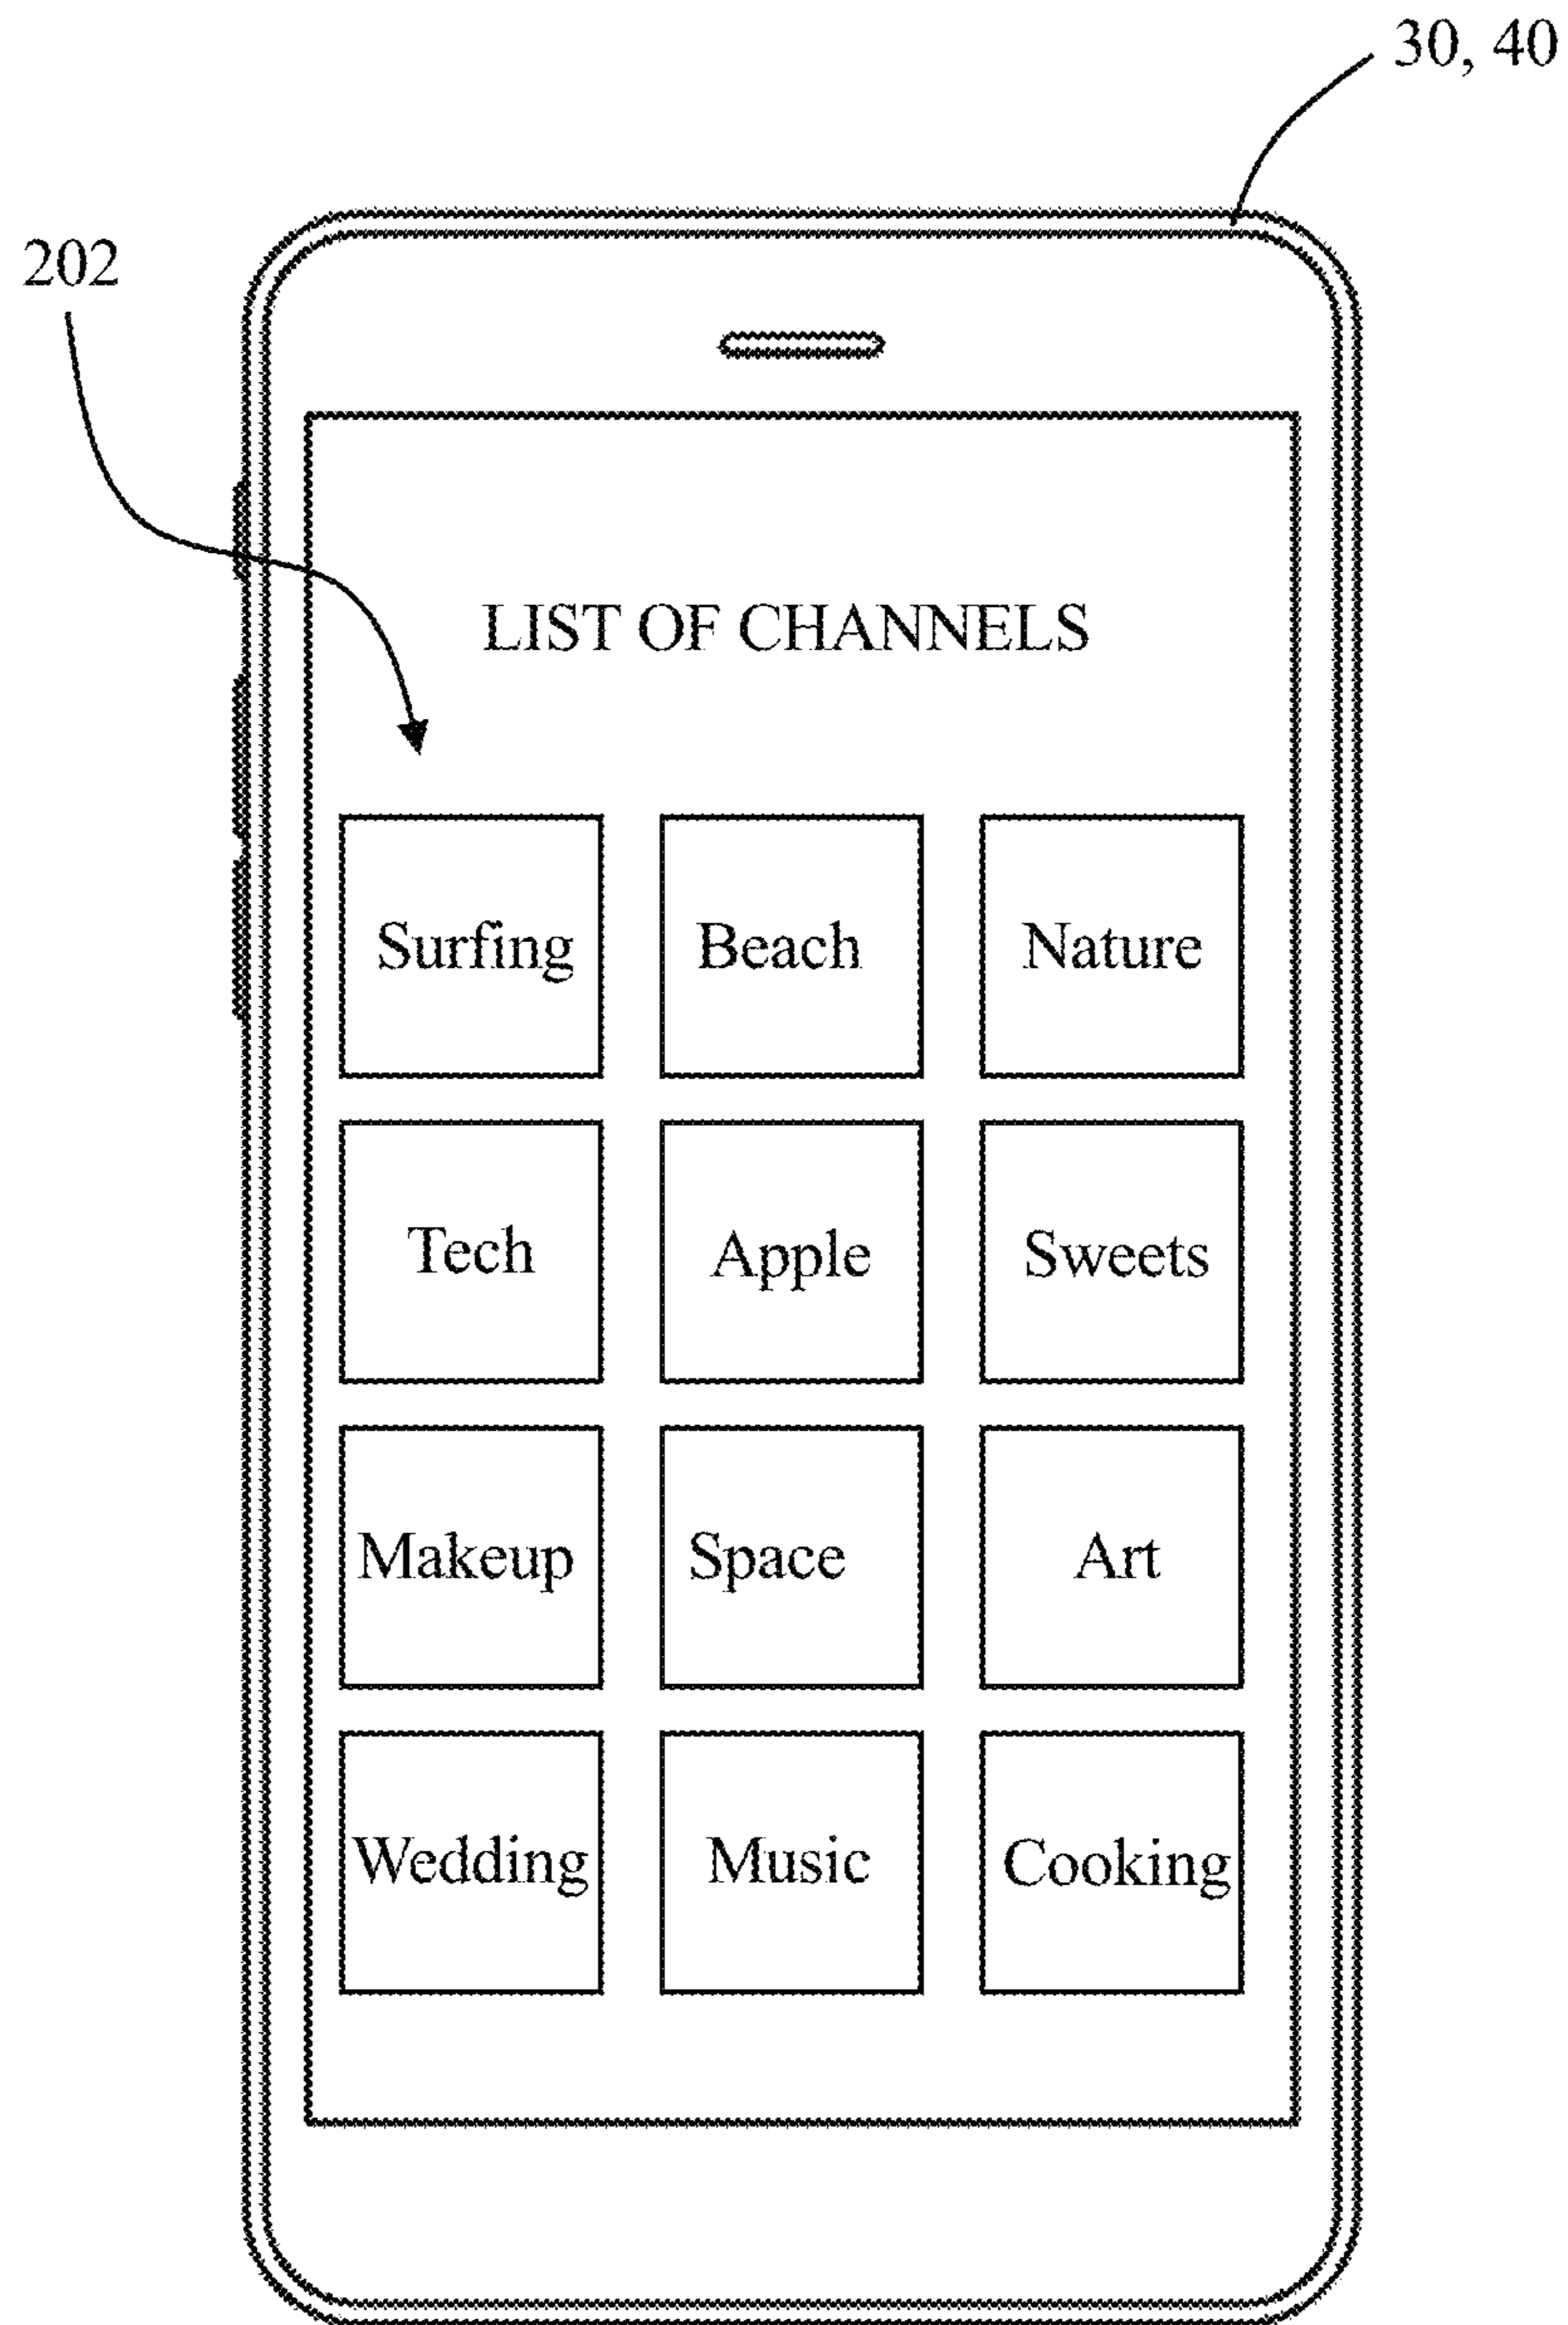 30, 40
202
LIST OF CHANNELS
Surfing Beach Nature
Tech Apple Sweets
Makeup Space Art
Wedding Music Cooking